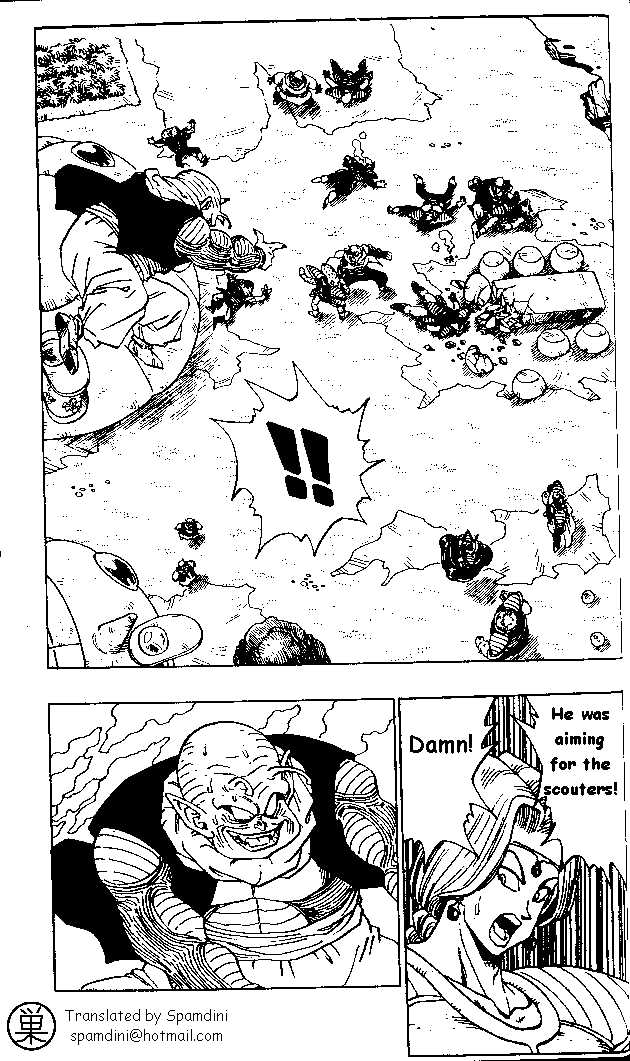 !!
Damn!
He was
aiming
for the
scouters!
巣
Translated by Spamdini
spamdini@hotmail.com